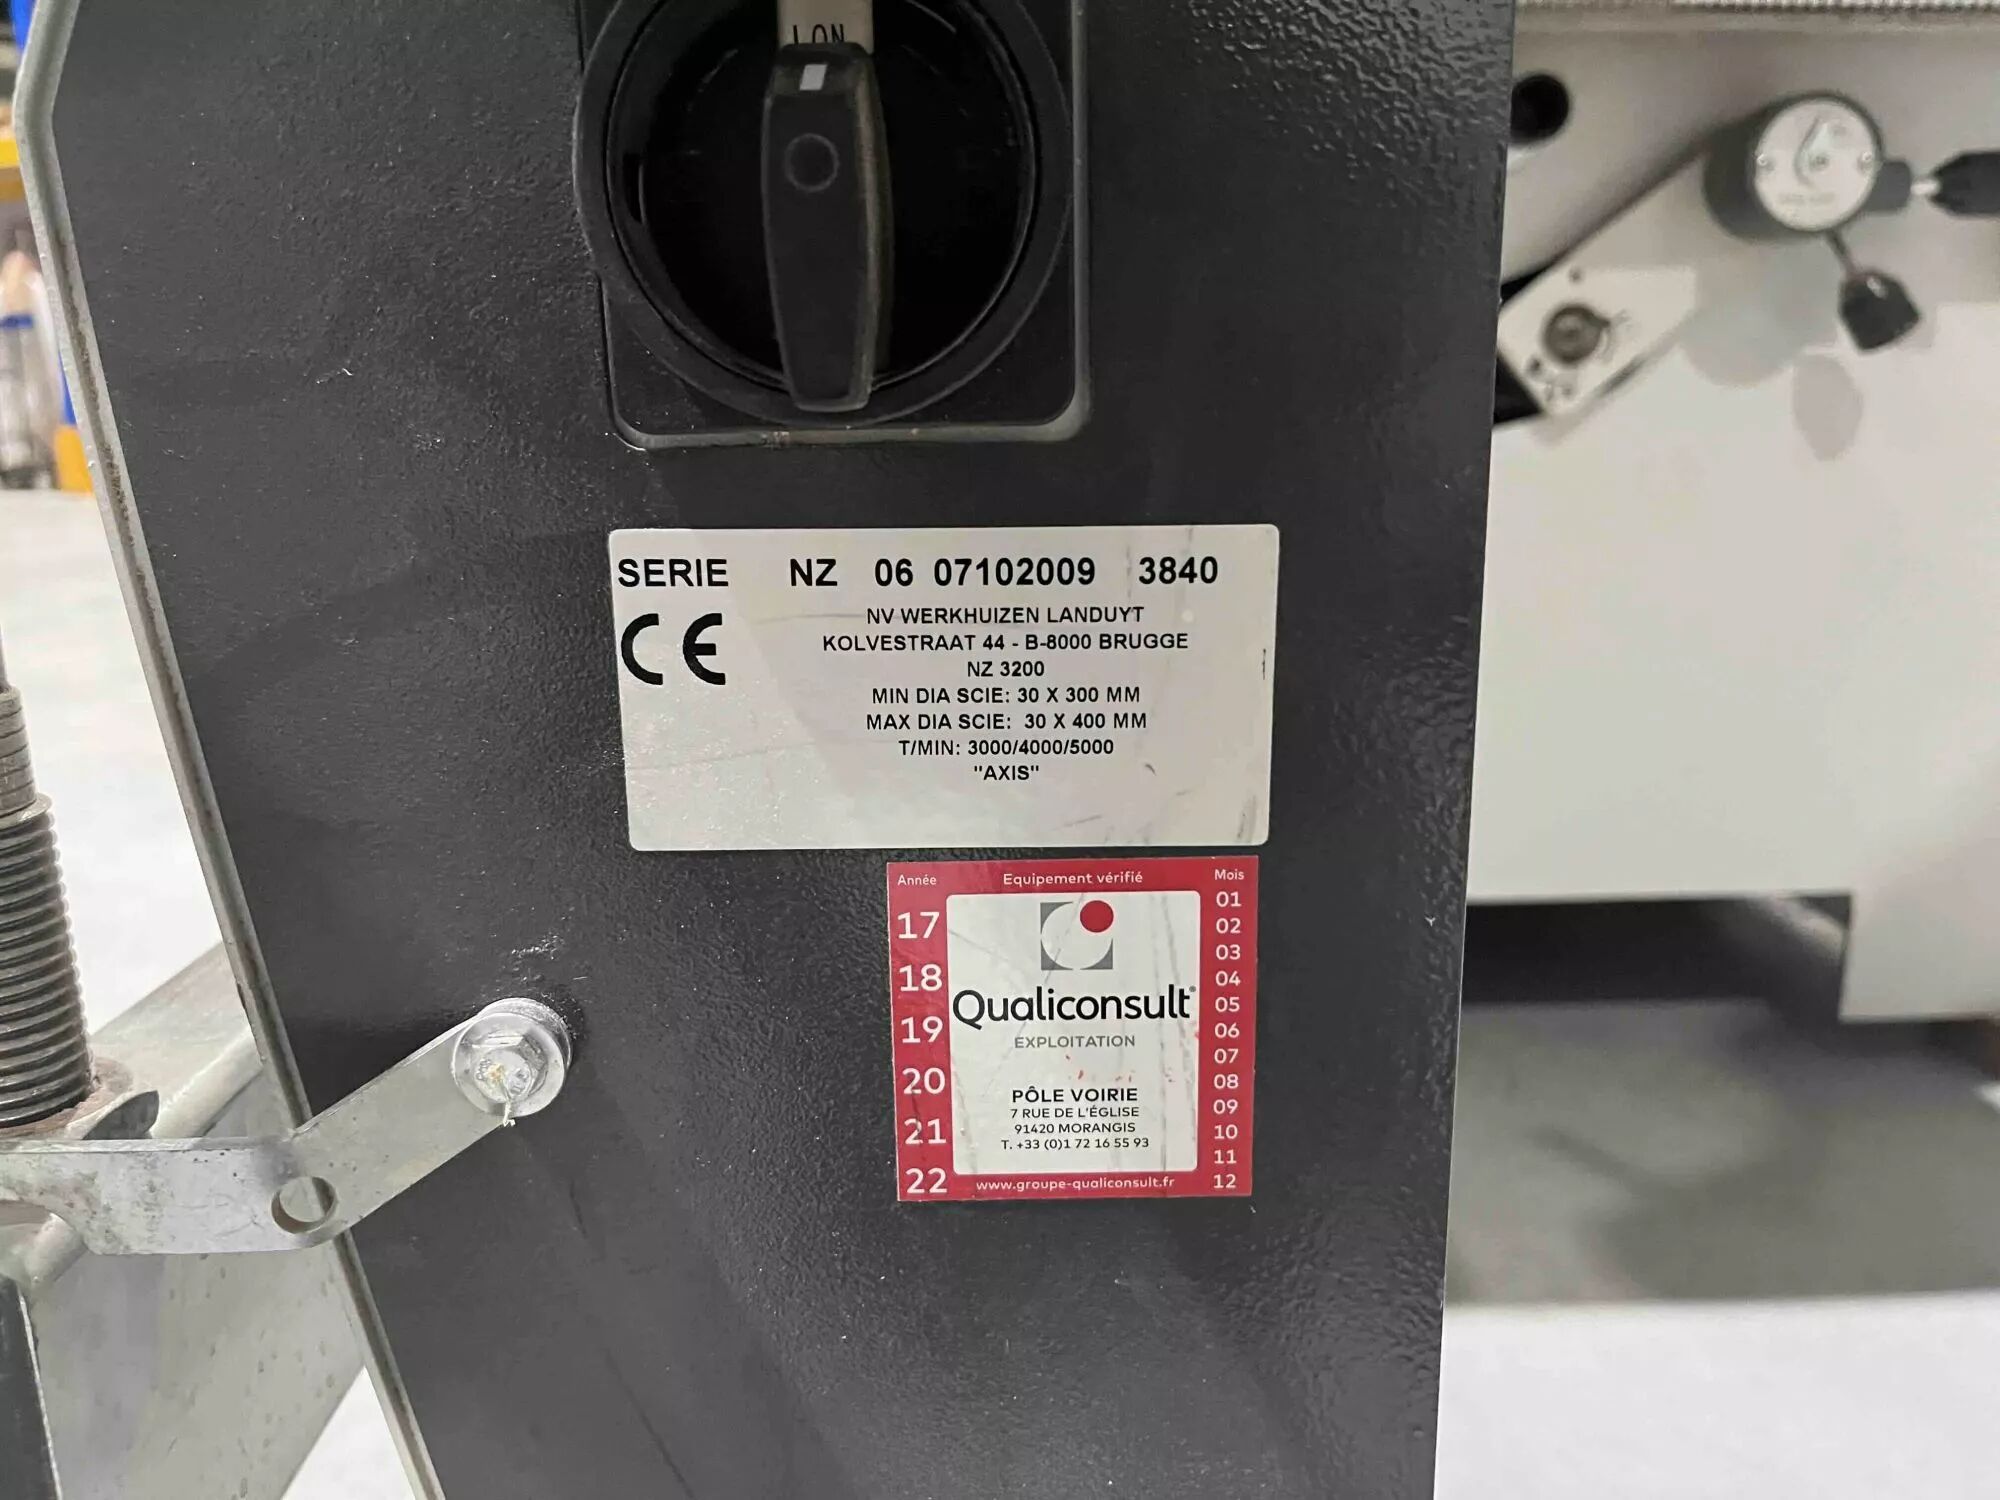 I ON
SERIE NZ 06 07102009 3840
CE
NV WERKHUIZEN LANDUYT
KOLVESTRAAT 44 - B-8000 BRUGGE
NZ 3200
MIN DIA SCIE: 30 X 300 MM
MAX DIA SCIE: 30 X 400 MM
T/MIN: 3000/4000/5000
"AXIS"
Année Equipement vérifié Mois
17
18
19
20
21
22
Qualiconsult®
EXPLOITATION
PÔLE VOIRIE
7 RUE DE L'ÉGLISE
91420 MORANGIS
T. +33 (0)1 72 16 55 93
www.groupe-qualiconsult.fr
01
02
03
04
05
06
07
08
09
10
11
12